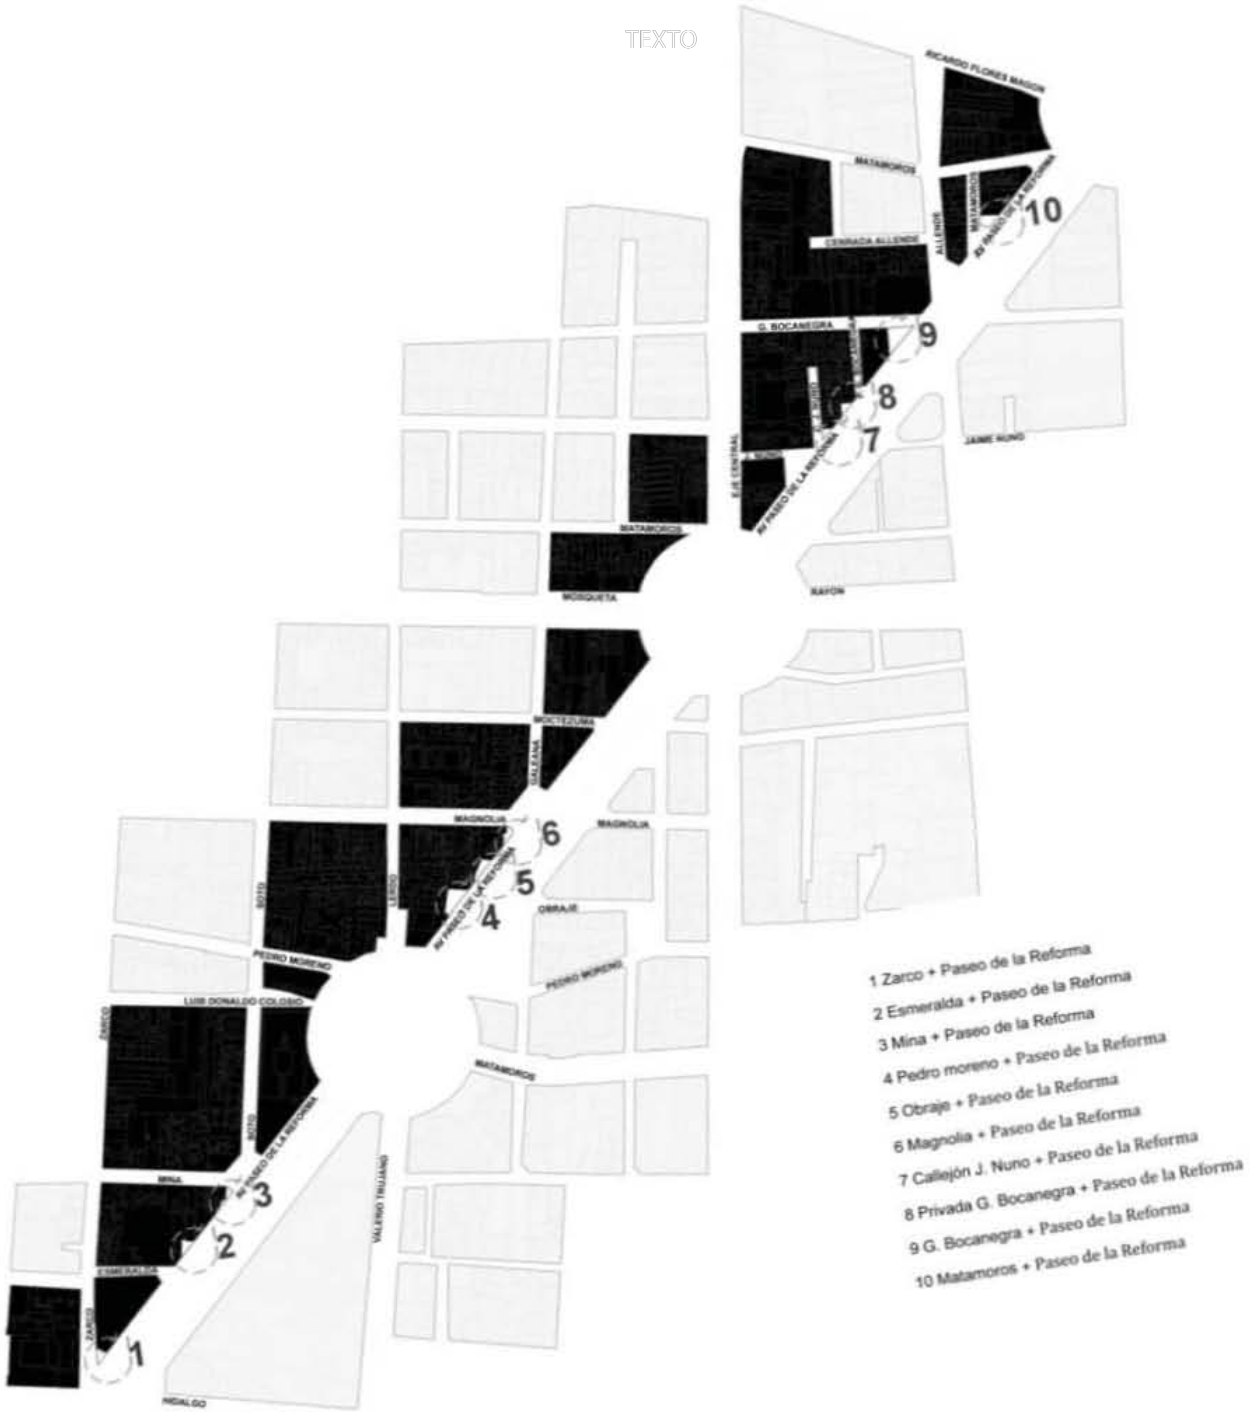 TEXTO
RICARDO FLORES MAGON
MATAMOROS
MATAMOROS
AV PASEO DE LA REFORMA
10
ALLENDE
CERRADA ALLENDE
G. BOCANEGRA
BOCANEGRA
9
8
J. NUNO
7
J. NUNO
EJE CENTRAL
AV PASEO DE LA REFORMA
JAIME NUNO
MATAMOROS
MOSQUETA
RAYON
MOCTEZUMA
GALEANA
MAGNOLIA
MAGNOLIA
6
5
4
AV PASEO DE LA REFORMA
SOTO
LERDO
OBRAJE
PEDRO MORENO
PEDRO MORENO
LUIS DONALDO COLOSIO
ZARCO
MATAMOROS
SOTO
AV PASEO DE LA REFORMA
MINA
3
VALERIO TRUJANO
2
ESMERALDA
ZARCO
1
HIDALGO
1 Zarco + Paseo de la Reforma
2 Esmeralda + Paseo de la Reforma
3 Mina + Paseo de la Reforma
4 Pedro moreno + Paseo de la Reforma
5 Obraje + Paseo de la Reforma
6 Magnolia + Paseo de la Reforma
7 Callejón J. Nuno + Paseo de la Reforma
8 Privada G. Bocanegra + Paseo de la Reforma
9 G. Bocanegra + Paseo de la Reforma
10 Matamoros + Paseo de la Reforma